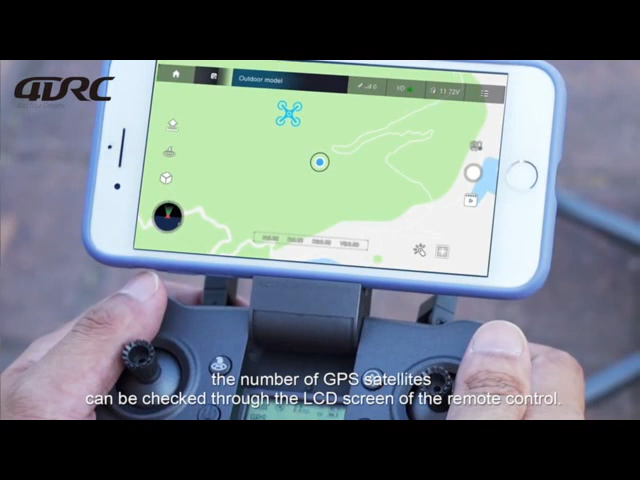 4DRC
Outdoor model
0
11.72V
the number of GPS satellites
can be checked through the LCD screen of the remote control.